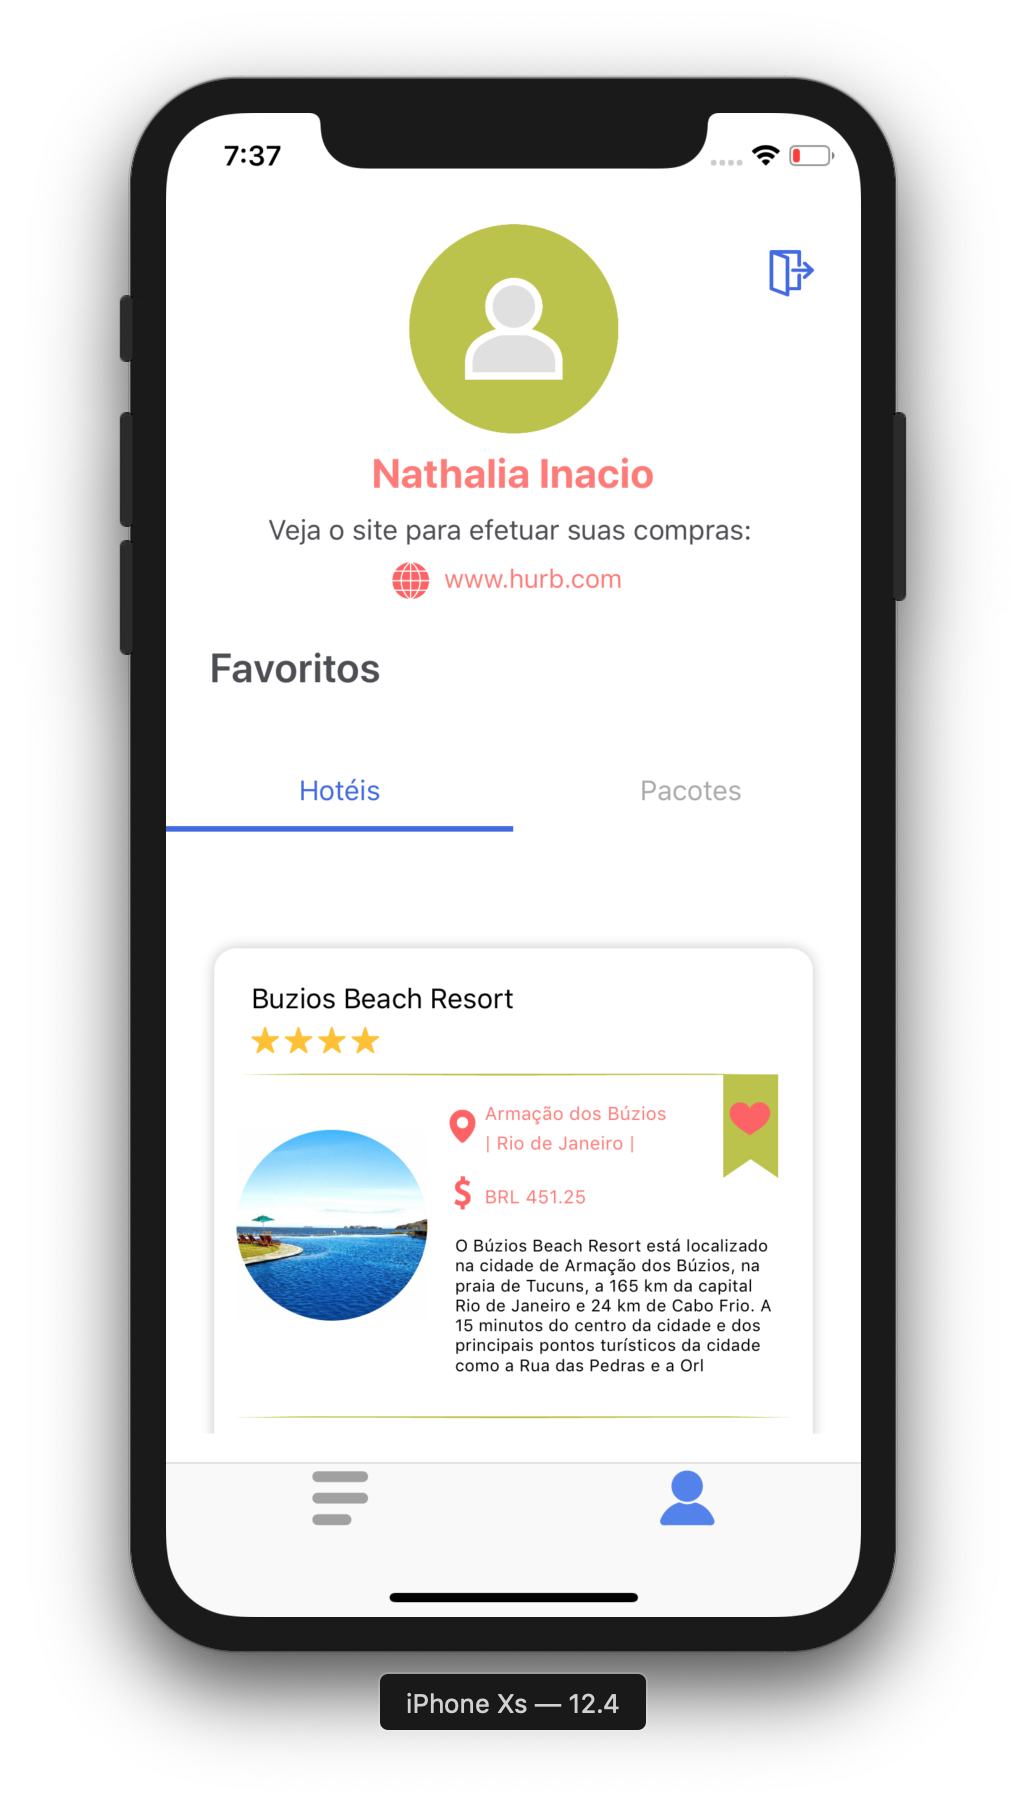 7:37
Nathalia Inacio
Veja o site para efetuar suas compras:
www.hurb.com
Favoritos
Hotéis Pacotes
Buzios Beach Resort
Armação dos Búzios
| Rio de Janeiro |
$ BRL 451.25
O Búzios Beach Resort está localizado
na cidade de Armação dos Búzios, na
praia de Tucuns, a 165 km da capital
Rio de Janeiro e 24 km de Cabo Frio. A
15 minutos do centro da cidade e dos
principais pontos turísticos da cidade
como a Rua das Pedras e a Orl
iPhone Xs — 12.4